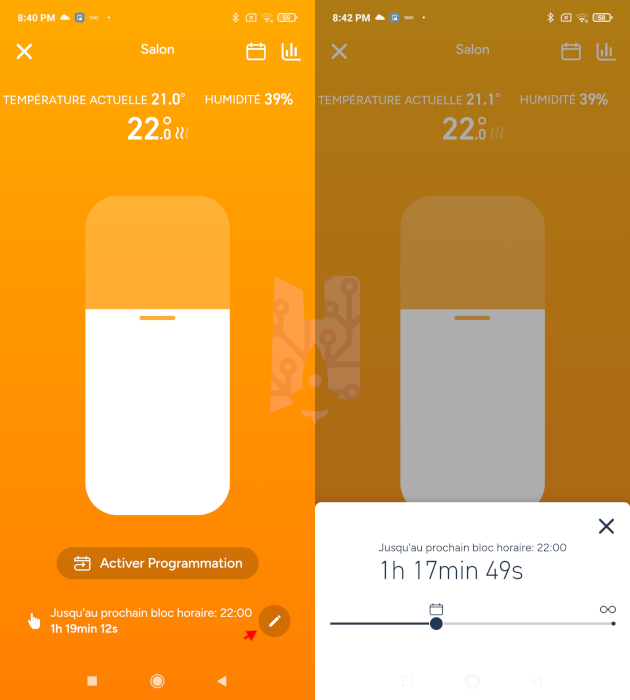 8:40 PM
60
Salon
TEMPÉRATURE ACTUELLE 21.0°
HUMIDITÉ 39%
22.0°
Activer Programmation
Jusqu'au prochain bloc horaire: 22:00
1h 19min 12s
8:42 PM
58
Salon
TEMPÉRATURE ACTUELLE 21.1°
HUMIDITÉ 39%
22.0°
Jusqu'au prochain bloc horaire: 22:00
1h 17min 49s
∞